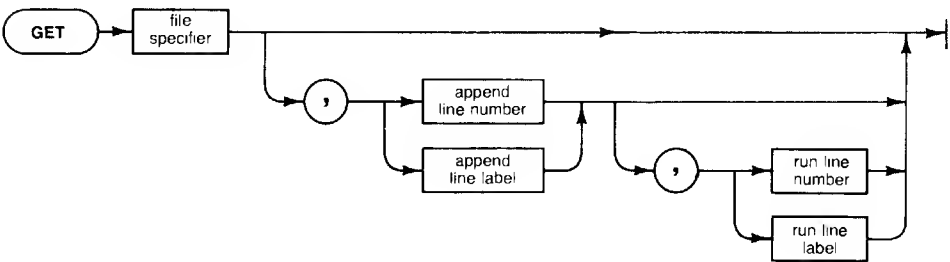 GET
file
specifier
,
append
line number
append
line label
,
run line
number
run line
label